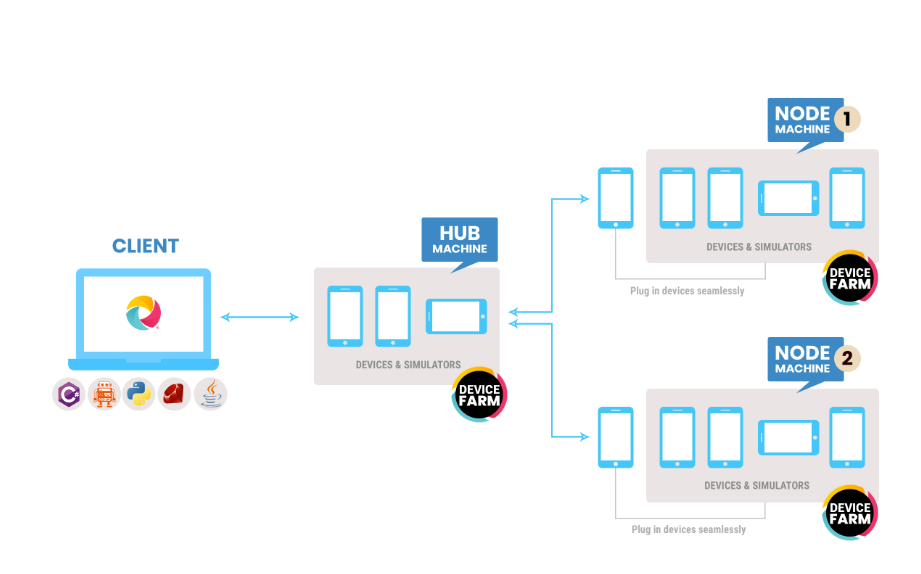 CLIENT
C#
HUB
MACHINE
DEVICES & SIMULATORS
DEVICE
FARM
NODE
MACHINE
1
DEVICES & SIMULATORS
Plug in devices seamlessly
DEVICE
FARM
NODE
MACHINE
2
DEVICES & SIMULATORS
Plug in devices seamlessly
DEVICE
FARM